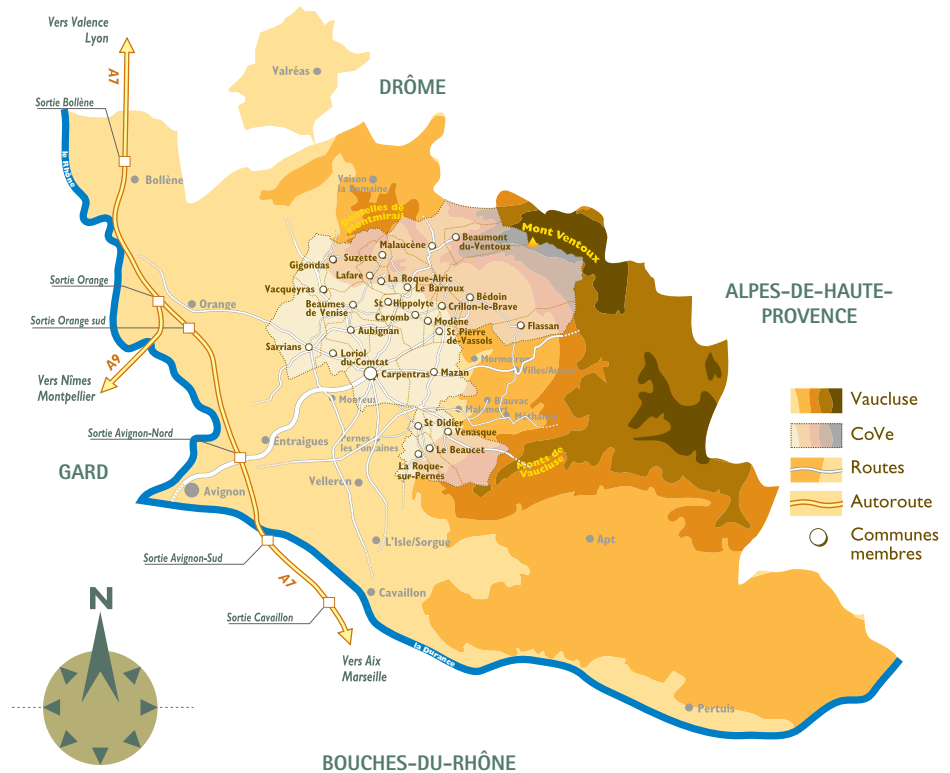 Vers Valence
Lyon
A7
Valréas
DRÔME
Sortie Bollène
le Rhône
Bollène
Vaison
la Romaine
Dentelles de
Montmirail
Mont Ventoux
Malaucène
Beaumont
du-Ventoux
Suzette
Gigondas
Lafare
La Roque-Alric
Le Barroux
Vacqueyras
Sortie Orange
Orange
Beaumes
de Venise
St Hippolyte
Bédoin
Crillon-le-Brave
Caromb
Modène
Sortie Orange sud
Aubignan
St Pierre
de-Vassols
Flassan
ALPES-DE-HAUTE-
PROVENCE
Sarrians
Loriol
du-Comtat
Mormoiron
Villes/Auzon
A9
Vers Nîmes
Montpellier
Carpentras
Mazan
Monteux
Blauvac
Malemort
Méthamis
Vaucluse
CoVe
Routes
Autoroute
Communes
membres
Sortie Avignon-Nord
Entraigues
Pernes
les Fontaines
St Didier
Venasque
Le Beaucet
La Roque-
sur-Pernes
Monts de
Vaucluse
GARD
Avignon
Velleron
Sortie Avignon-Sud
L'Isle/Sorgue
Apt
A7
Cavaillon
Sortie Cavaillon
N
la Durance
Vers Aix
Marseille
Pertuis
BOUCHES-DU-RHÔNE